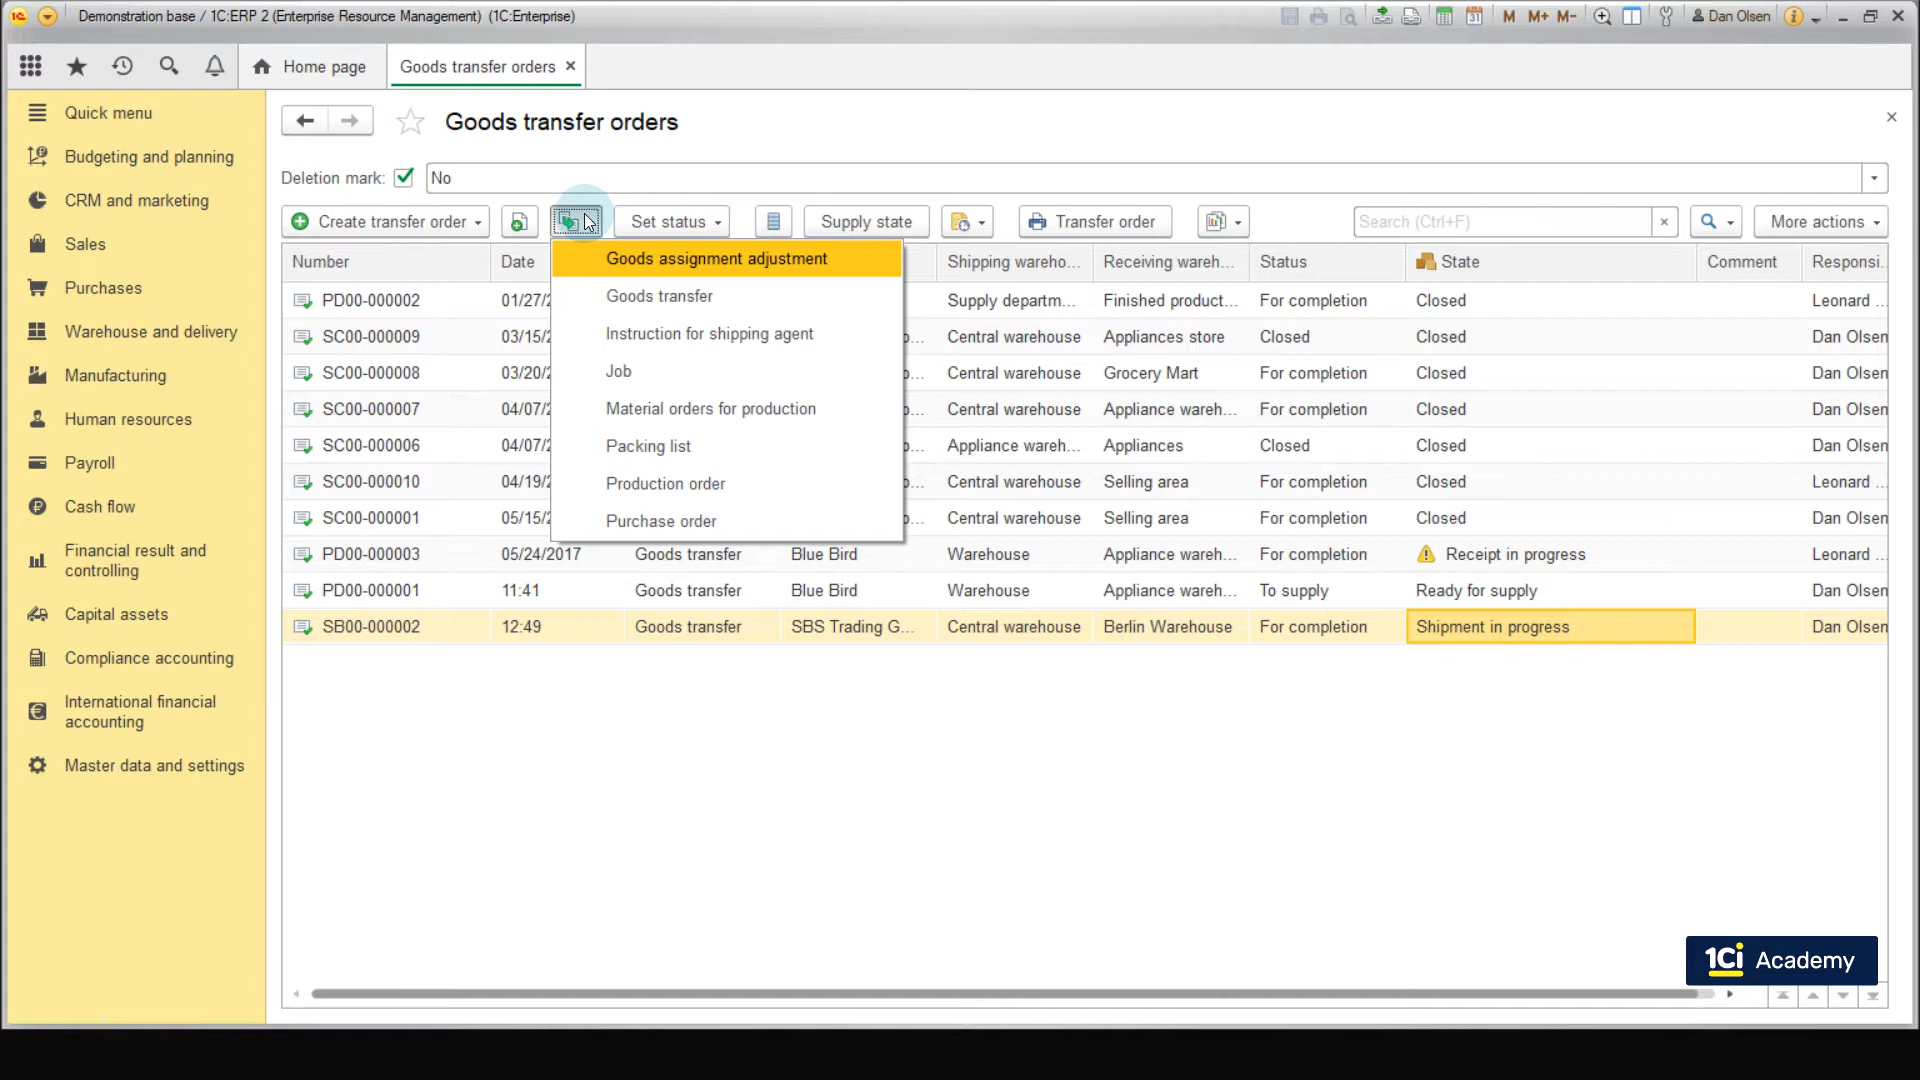 Demonstration base / 1C:ERP 2 (Enterprise Resource Management) (1C:Enterprise)
M M+ M- Dan Olsen
Home page
Goods transfer orders
Quick menu
Budgeting and planning
CRM and marketing
Sales
Purchases
Warehouse and delivery
Manufacturing
Human resources
Payroll
Cash flow
Financial result and
controlling
Capital assets
Compliance accounting
International financial
accounting
Master data and settings
Goods transfer orders
Deletion mark: No
Create transfer order Set status Supply state Transfer order Search (Ctrl+F) More actions
Number Date Shipping wareho... Receiving wareh... Status State Comment Responsi...
Goods assignment adjustment
Goods transfer
Instruction for shipping agent
Job
Material orders for production
Packing list
Production order
Purchase order
PD00-000002 01/27/2 Supply departm... Finished product... For completion Closed Leonard ...
SC00-000009 03/15/2 o... Central warehouse Appliances store Closed Closed Dan Olsen
SC00-000008 03/20/2 o... Central warehouse Grocery Mart For completion Closed Dan Olsen
SC00-000007 04/07/2 o... Central warehouse Appliance wareh... For completion Closed Dan Olsen
SC00-000006 04/07/2 o... Appliance wareh... Appliances Closed Closed Dan Olsen
SC00-000010 04/19/2 o... Central warehouse Selling area For completion Closed Leonard ...
SC00-000001 05/15/2 o... Central warehouse Selling area For completion Closed Dan Olsen
PD00-000003 05/24/2017 Goods transfer Blue Bird Warehouse Appliance wareh... For completion Receipt in progress Leonard ...
PD00-000001 11:41 Goods transfer Blue Bird Warehouse Appliance wareh... To supply Ready for supply Dan Olsen
SB00-000002 12:49 Goods transfer SBS Trading G... Central warehouse Berlin Warehouse For completion Shipment in progress Dan Olsen
1Ci Academy